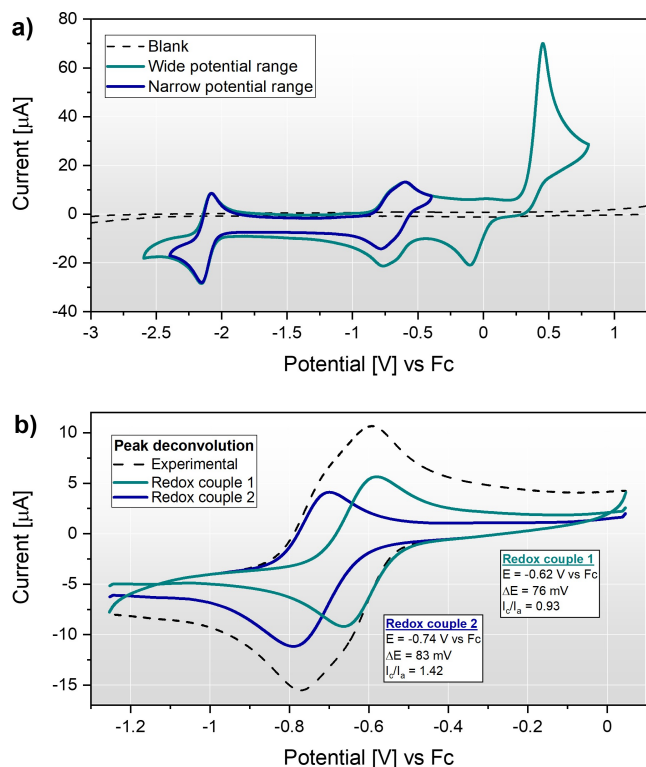 a)
Blank
Wide potential range
Narrow potential range
Current [µA]
80
60
40
20
0
-20
-40
-3
-2.5
-2
-1.5
-1
-0.5
0
0.5
1
Potential [V] vs Fc
b)
Peak deconvolution
Experimental
Redox couple 1
Redox couple 2
Current [µA]
10
5
0
-5
-10
-15
Redox couple 1
E = -0.62 V vs Fc
ΔE = 76 mV
Ic/Ia = 0.93
Redox couple 2
E = -0.74 V vs Fc
ΔE = 83 mV
Ic/Ia = 1.42
-1.2
-1
-0.8
-0.6
-0.4
-0.2
0
Potential [V] vs Fc